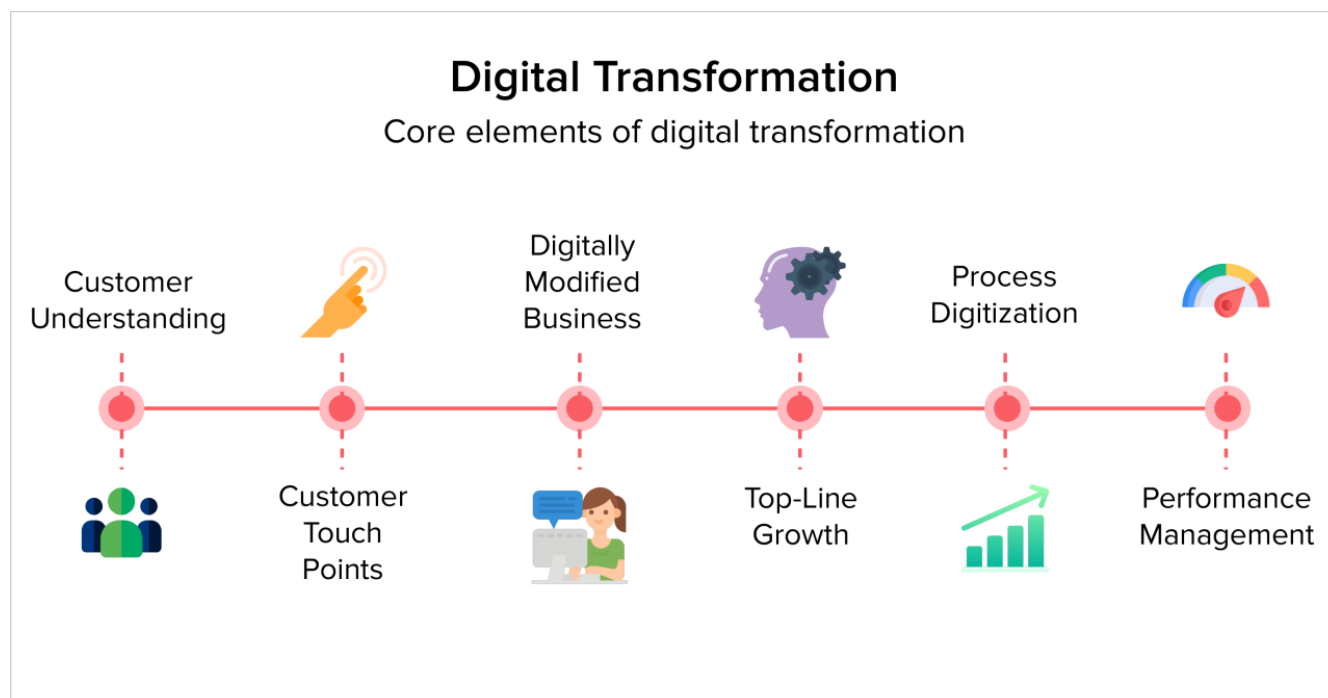 Digital Transformation
Core elements of digital transformation
Customer
Understanding
Customer
Touch
Points
Digitally
Modified
Business
Top-Line
Growth
Process
Digitization
Performance
Management